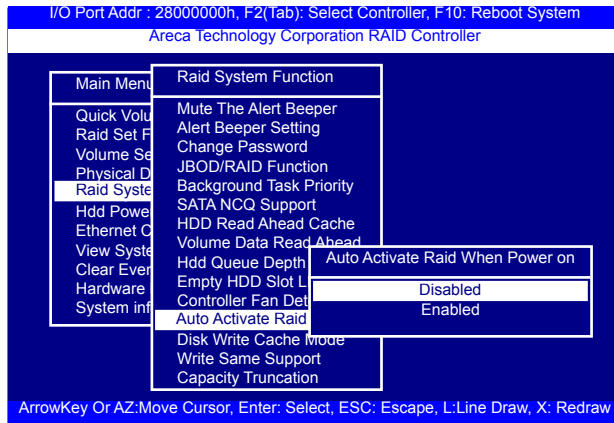 I/O Port Addr : 28000000h, F2(Tab): Select Controller, F10: Reboot System
Areca Technology Corporation RAID Controller
Main Menu
Quick Volu
Raid Set F
Volume Se
Physical D
Raid Syste
Hdd Power
Ethernet C
View Syste
Clear Even
Hardware
System inf
Raid System Function
Mute The Alert Beeper
Alert Beeper Setting
Change Password
JBOD/RAID Function
Background Task Priority
SATA NCQ Support
HDD Read Ahead Cache
Volume Data Read Ahead
Hdd Queue Depth
Empty HDD Slot L
Controller Fan Det
Auto Activate Raid
Disk Write Cache Mode
Write Same Support
Capacity Truncation
Auto Activate Raid When Power on
Disabled
Enabled
ArrowKey Or AZ:Move Cursor, Enter: Select, ESC: Escape, L:Line Draw, X: Redraw